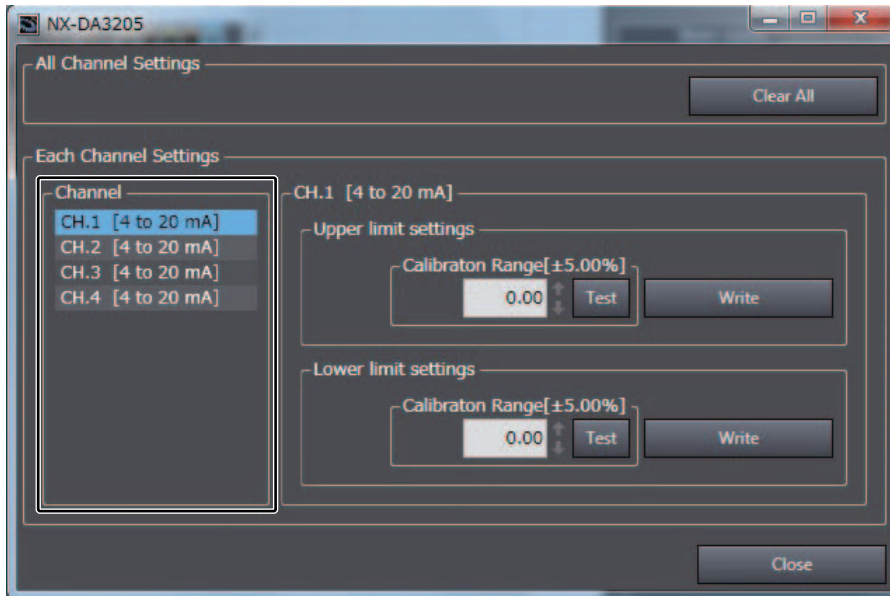 NX-DA3205
All Channel Settings
Clear All
Each Channel Settings
Channel
CH.1 [4 to 20 mA]
CH.2 [4 to 20 mA]
CH.3 [4 to 20 mA]
CH.4 [4 to 20 mA]
CH.1 [4 to 20 mA]
Upper limit settings
Calibraton Range[±5.00%]
0.00 Test Write
Lower limit settings
Calibraton Range[±5.00%]
0.00 Test Write
Close